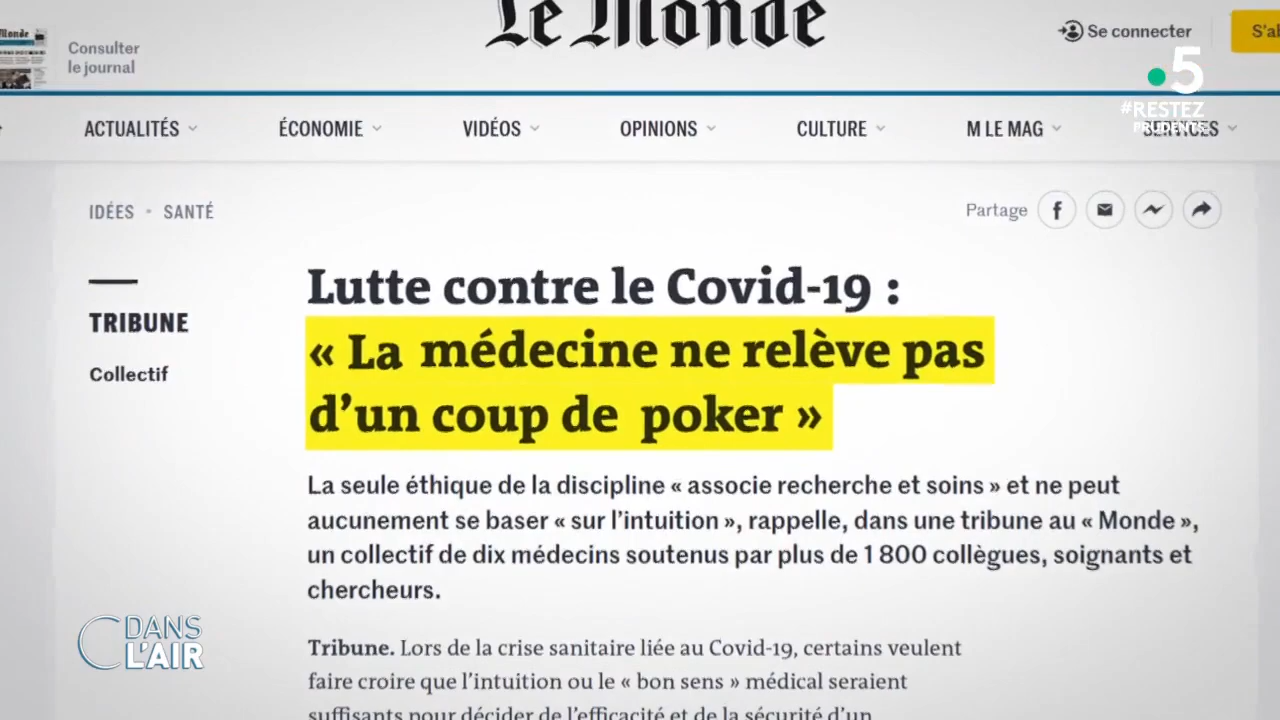 Le Monde
Monde
Consulter
le journal
Se connecter
S'ab
5
#RESTEZ
PRUDENTS
ACTUALITÉS
ÉCONOMIE
VIDÉOS
OPINIONS
CULTURE
M LE MAG
SERVICES
IDÉES - SANTÉ
Partage
TRIBUNE
Collectif
Lutte contre le Covid-19 :
« La médecine ne relève pas
d’un coup de poker »
La seule éthique de la discipline « associe recherche et soins » et ne peut
aucunement se baser « sur l’intuition », rappelle, dans une tribune au « Monde »,
un collectif de dix médecins soutenus par plus de 1 800 collègues, soignants et
chercheurs.
Tribune. Lors de la crise sanitaire liée au Covid-19, certains veulent
faire croire que l’intuition ou le « bon sens » médical seraient
suffisants pour décider de l’efficacité et de la sécurité d’un
C DANS
L'AIR